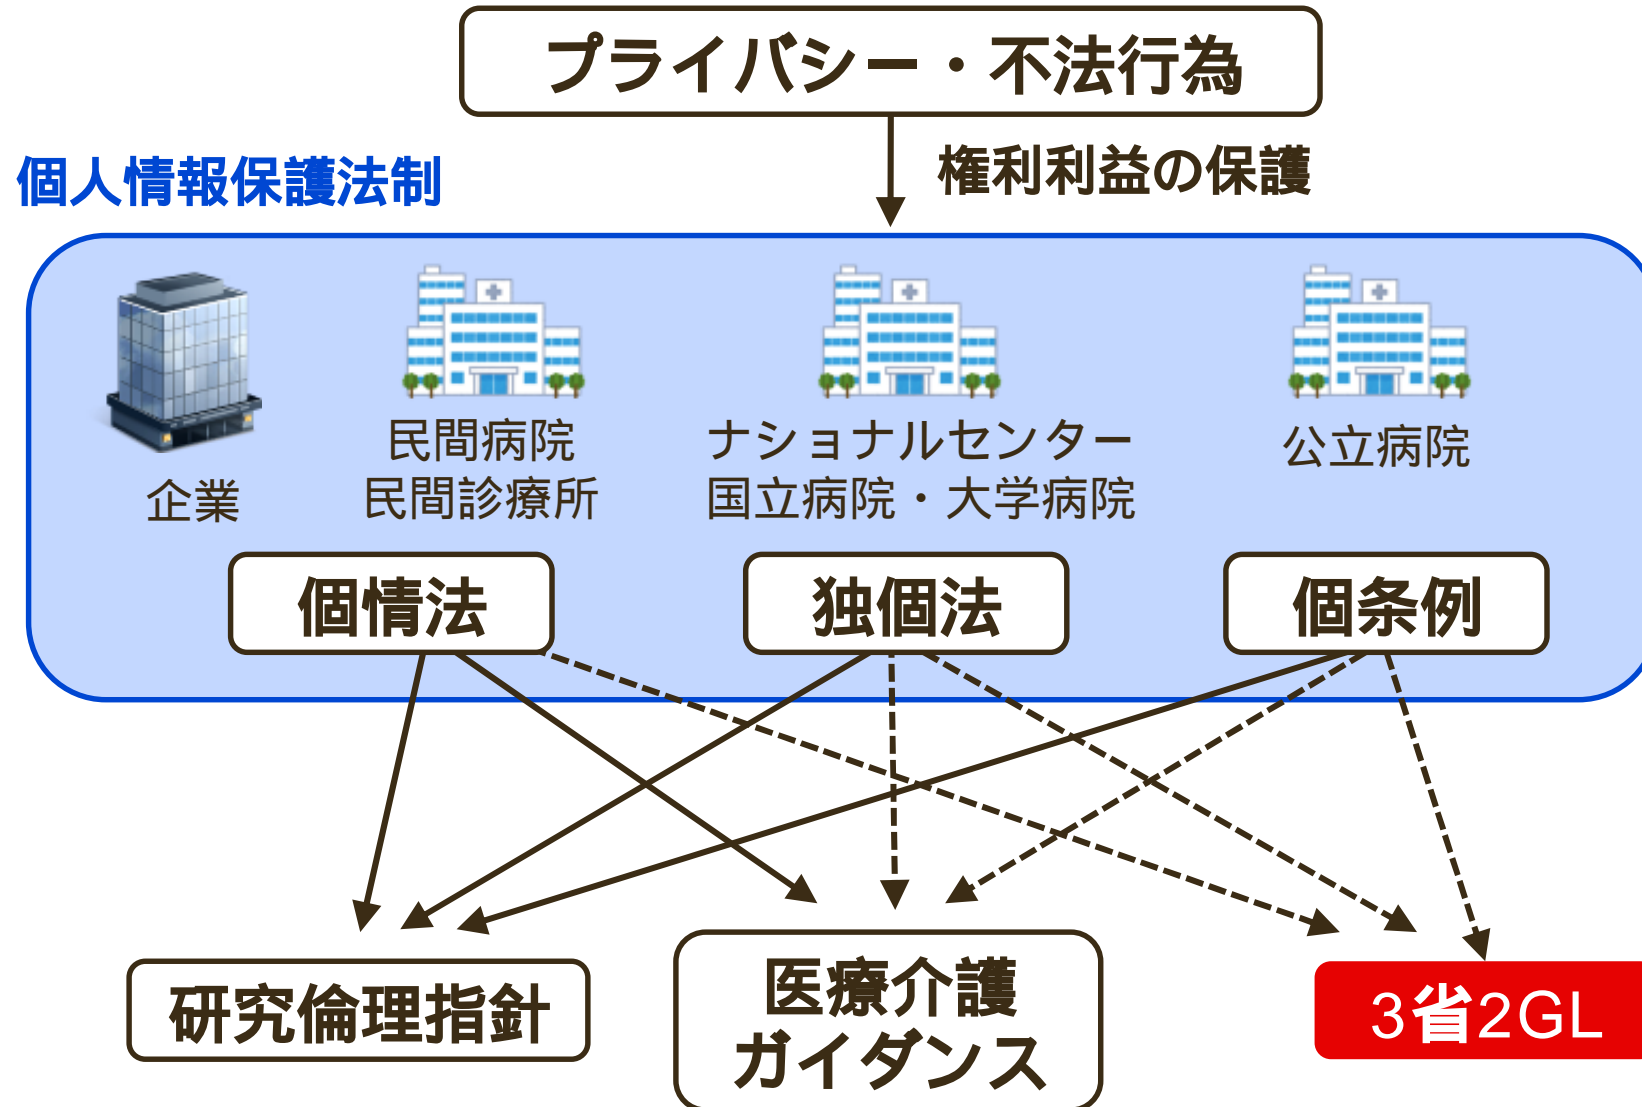 プライバシー・不法行為
権利利益の保護
個人情報保護法制
企業
民間病院
民間診療所
ナショナルセンター
国立病院・大学病院
公立病院
個情法
独個法
個条例
研究倫理指針
医療介護
ガイダンス
3省2GL